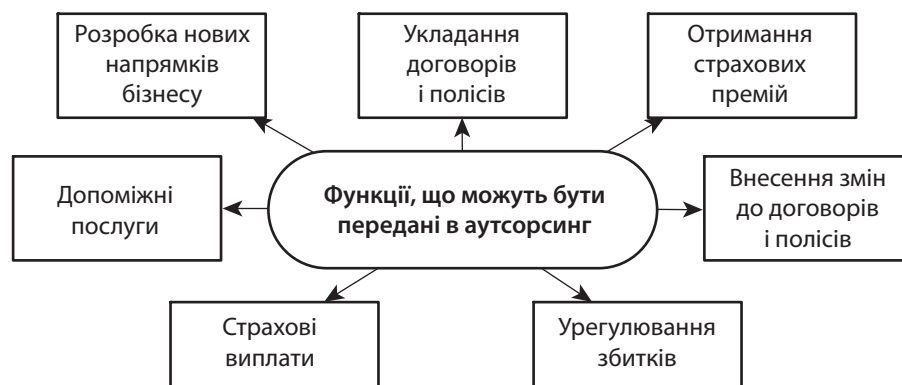 Розробка нових
напрямків
бізнесу
Укладання
договорів
і полісів
Отримання
страхових
премій
Допоміжні
послуги
Функції, що можуть бути
передані в аутсорсинг
Внесення змін
до договорів
і полісів
Страхові
виплати
Урегулювання
збитків